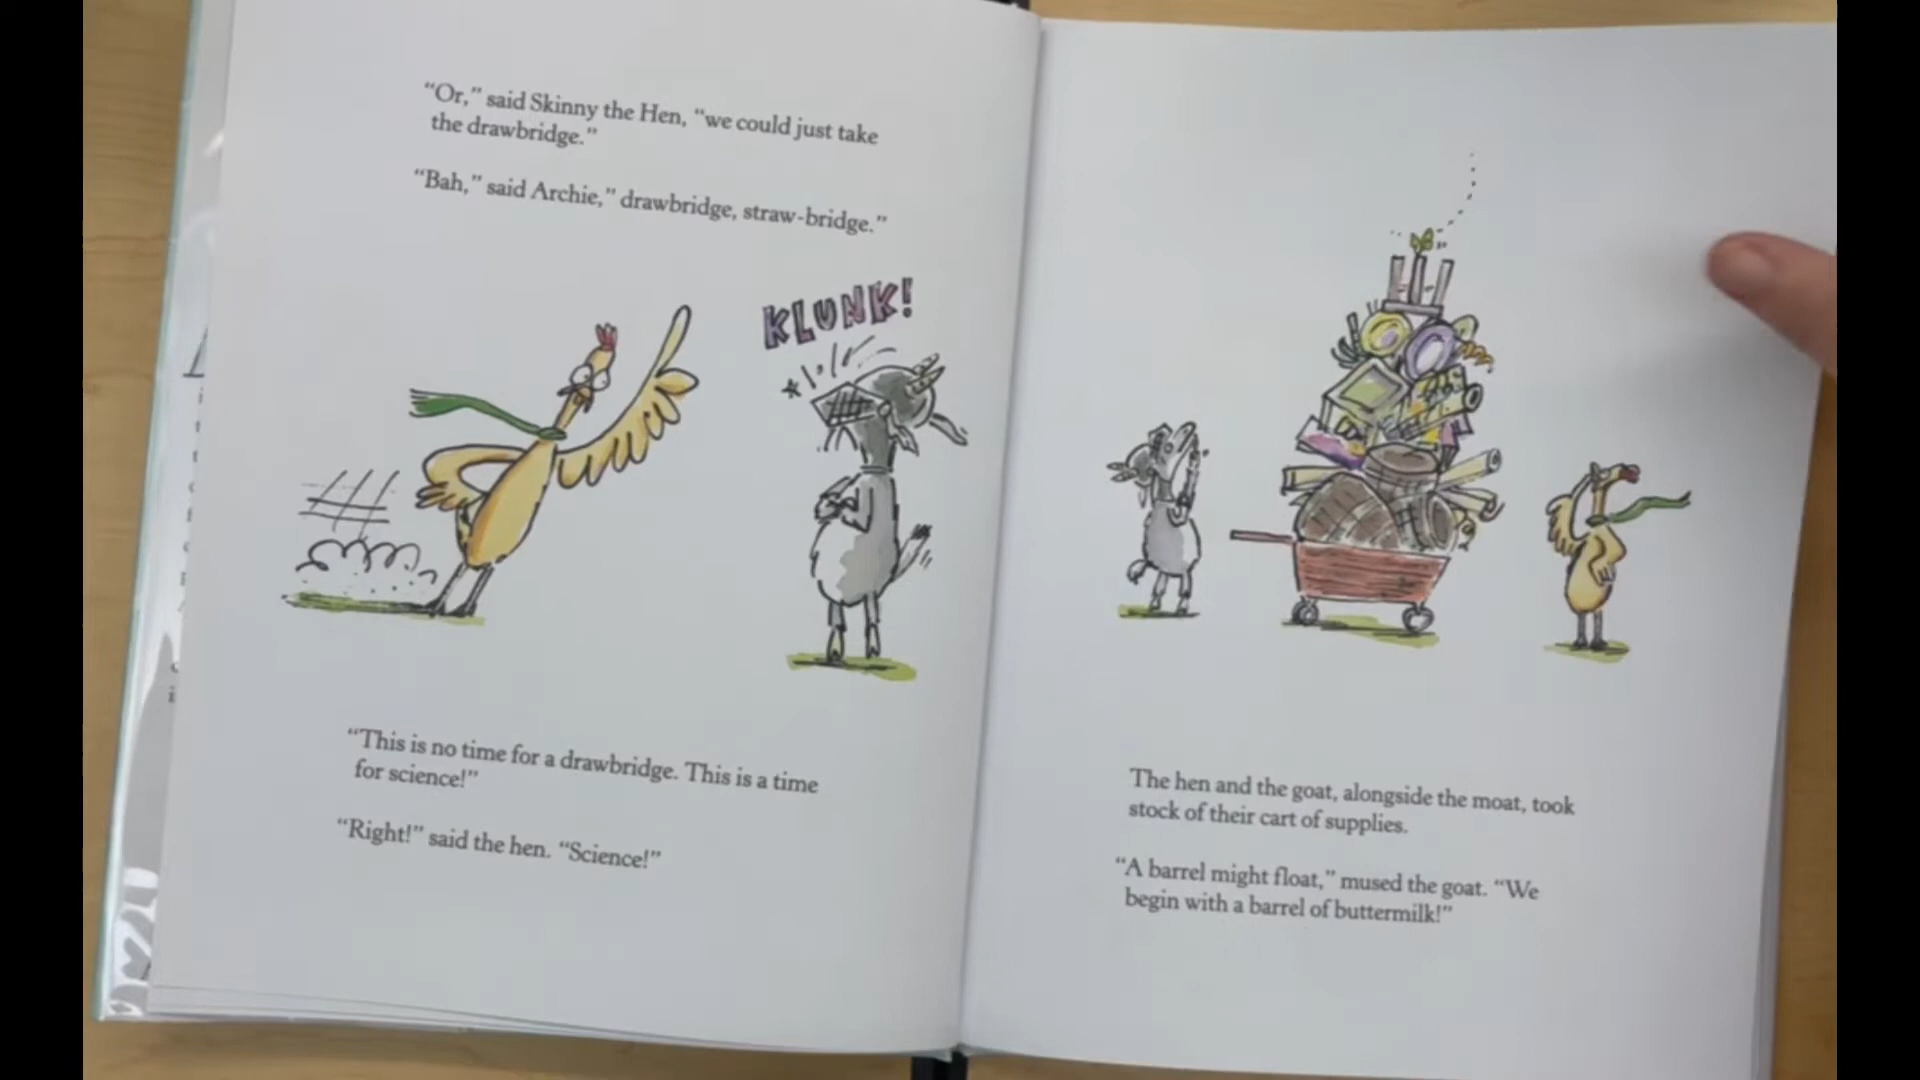 “Or,” said Skinny the Hen, “we could just take
the drawbridge.”
“Bah,” said Archie,” drawbridge, straw-bridge.”
KLUNK!
“This is no time for a drawbridge. This is a time
for science!”
“Right!” said the hen. “Science!”
The hen and the goat, alongside the moat, took
stock of their cart of supplies.
“A barrel might float,” mused the goat. “We
begin with a barrel of buttermilk!”